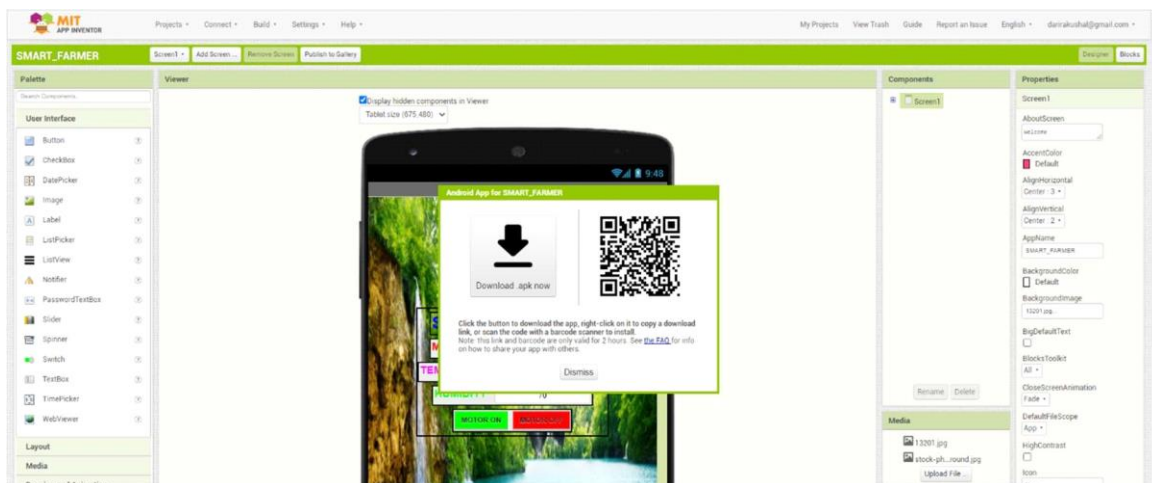 MIT
APP INVENTOR
Projects Connect Build Settings Help
My Projects View Trash Guide Report an Issue English darirakushal@gmail.com
SMART_FARMER
Screen1 Add Screen ... Remove Screen Publish to Gallery
Designer Blocks
Palette
Search Components...
User Interface
Button
CheckBox
DatePicker
Image
Label
ListPicker
ListView
Notifier
PasswordTextBox
Slider
Spinner
Switch
TextBox
TimePicker
WebViewer
Layout
Media
Viewer
Display hidden components in Viewer
Tablet size (675,480)
9:48
Android App for SMART_FARMER
Download .apk now
Click the button to download the app, right-click on it to copy a download
link, or scan the code with a barcode scanner to install.
Note: this link and barcode are only valid for 2 hours. See the FAQ for info
on how to share your app with others.
Dismiss
HUMIDITY
MOTOR ON
Components
Screen1
Rename Delete
Media
13201.jpg
stock-ph...round.jpg
Upload File ...
Properties
Screen1
AboutScreen
welcome
AccentColor
Default
AlignHorizontal
Center : 3
AlignVertical
Center : 2
AppName
SMART_FARMER
BackgroundColor
Default
BackgroundImage
13201.jpg...
BigDefaultText
BlocksToolkit
All
CloseScreenAnimation
Fade
DefaultFileScope
App
HighContrast
Icon